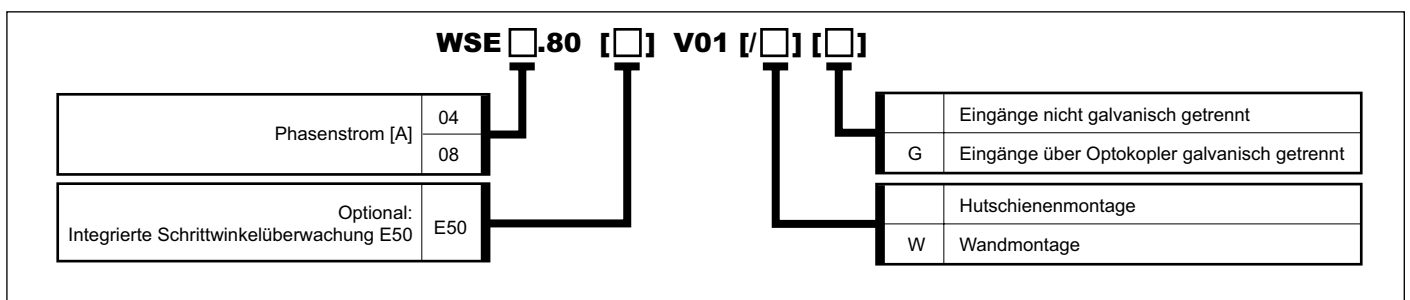 WSE □.80 [□] V01 [/□] [□]
Phasenstrom [A]
04
08
Optional:
Integrierte Schrittwinkelüberwachung E50
E50
Eingänge nicht galvanisch getrennt
G Eingänge über Optokopler galvanisch getrennt
Hutschienenmontage
W Wandmontage